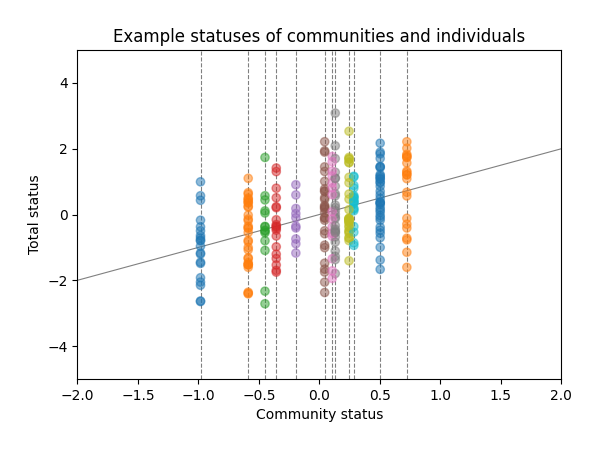 Example statuses of communities and individuals
Total status
4
2
0
−2
−4
−2.0 −1.5 −1.0 −0.5 0.0 0.5 1.0 1.5 2.0
Community status